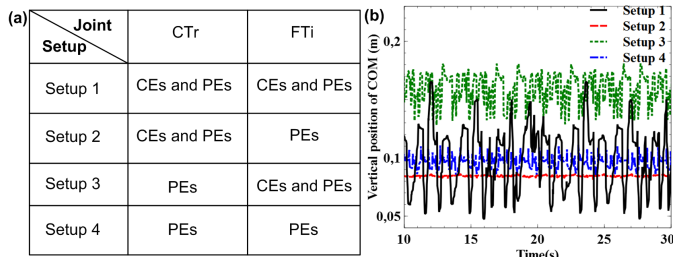 (a)
Joint
Setup
CTr
FTi
Setup 1
CEs and PEs
CEs and PEs
Setup 2
CEs and PEs
PEs
Setup 3
PEs
CEs and PEs
Setup 4
PEs
PEs
(b)
Setup 1
Setup 2
Setup 3
Setup 4
Vertical position of COM (m)
0,2
0,1
0,05
10
15
20
25
30
Time(s)